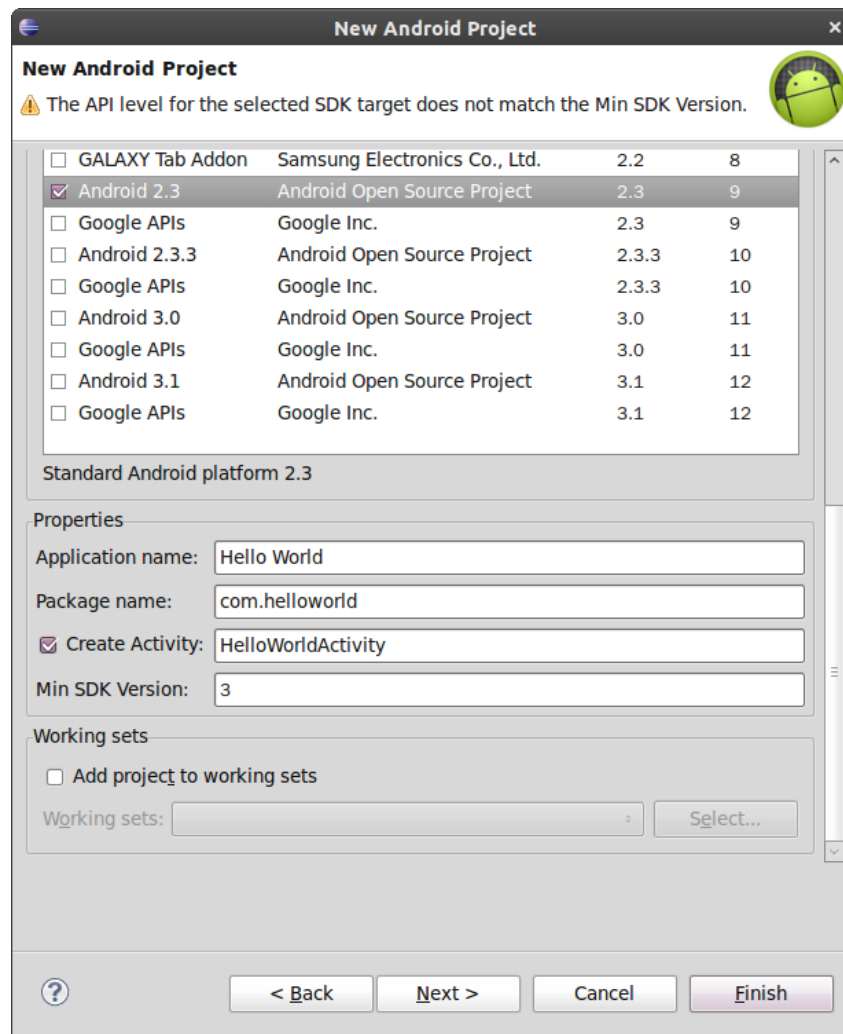 New Android Project ×
New Android Project
The API level for the selected SDK target does not match the Min SDK Version.
GALAXY Tab Addon Samsung Electronics Co., Ltd. 2.2 8
Android 2.3 Android Open Source Project 2.3 9
Google APIs Google Inc. 2.3 9
Android 2.3.3 Android Open Source Project 2.3.3 10
Google APIs Google Inc. 2.3.3 10
Android 3.0 Android Open Source Project 3.0 11
Google APIs Google Inc. 3.0 11
Android 3.1 Android Open Source Project 3.1 12
Google APIs Google Inc. 3.1 12
Standard Android platform 2.3
Properties
Application name: Hello World
Package name: com.helloworld
Create Activity: HelloWorldActivity
Min SDK Version: 3
Working sets
Add project to working sets
Working sets: Select...
? < Back Next > Cancel Finish